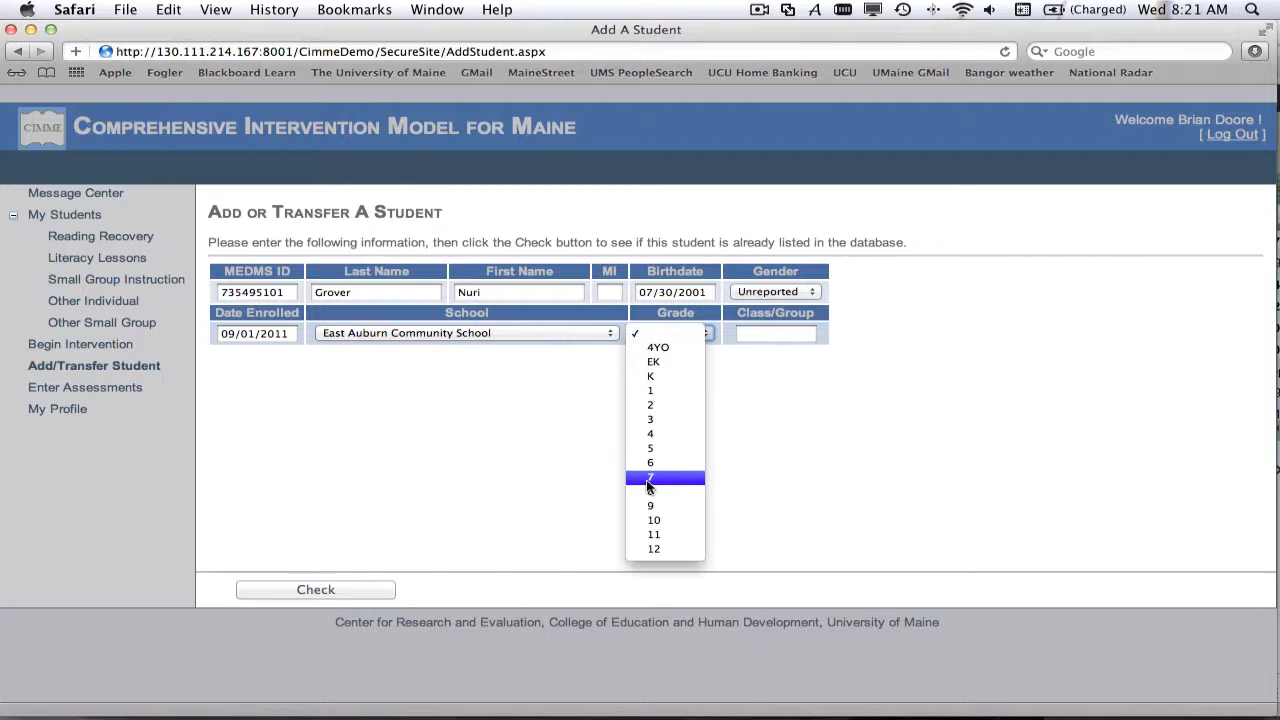 Safari File Edit View History Bookmarks Window Help (Charged) Wed 8:21 AM
Add A Student
http://130.111.214.167:8001/CimmeDemo/SecureSite/AddStudent.aspx Google
Apple Fogler Blackboard Learn The University of Maine GMail MaineStreet UMS PeopleSearch UCU Home Banking UCU UMaine GMail Bangor weather National Radar
CIMME COMPREHENSIVE INTERVENTION MODEL FOR MAINE
Welcome Brian Doore !
[ Log Out ]
Message Center
My Students
Reading Recovery
Literacy Lessons
Small Group Instruction
Other Individual
Other Small Group
Begin Intervention
Add/Transfer Student
Enter Assessments
My Profile
ADD OR TRANSFER A STUDENT
Please enter the following information, then click the Check button to see if this student is already listed in the database.
MEDMS ID Last Name First Name MI Birthdate Gender
735495101 Grover Nuri 07/30/2001 Unreported
Date Enrolled School Grade Class/Group
09/01/2011 East Auburn Community School
4YO
EK
K
1
2
3
4
5
6
7
8
9
10
11
12
Check
Center for Research and Evaluation, College of Education and Human Development, University of Maine